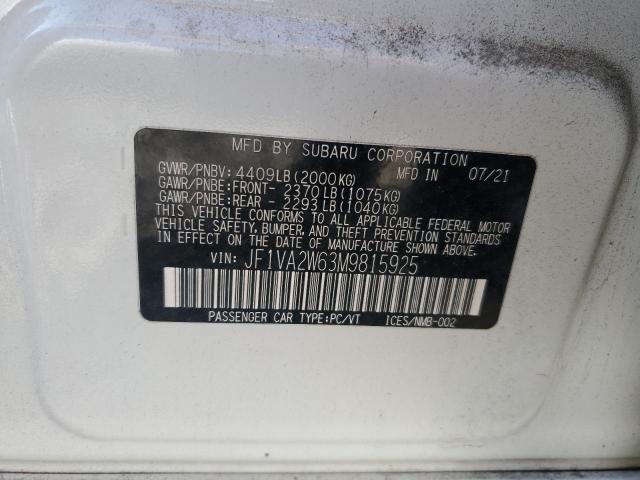 MFD BY SUBARU CORPORATION
GVWR/PNBV: 4409LB(2000KG) MFD IN 07/21
GAWR/PNBE:FRONT- 2370LB(1075KG)
GAWR/PNBE:REAR - 2293LB(1040KG)
THIS VEHICLE CONFORMS TO ALL APPLICABLE FEDERAL MOTOR
VEHICLE SAFETY, BUMPER, AND THEFT PREVENTION STANDARDS
IN EFFECT ON THE DATE OF MANUFACTURE SHOWN ABOVE.
VIN: JF1VA2W63M9815925
PASSENGER CAR TYPE:PC/VT ICES/NMB-002